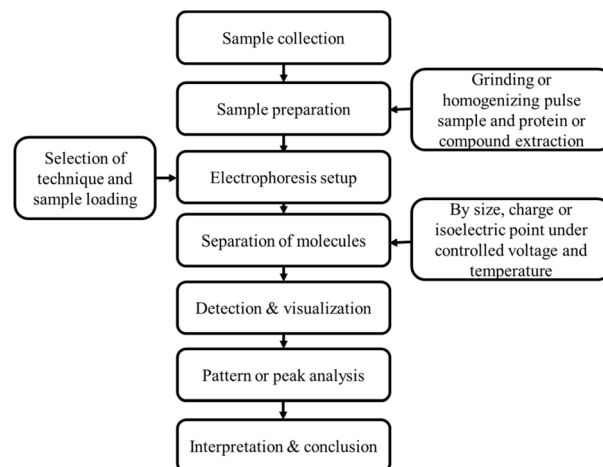 Sample collection
Sample preparation
Grinding or
homogenizing pulse
sample and protein or
compound extraction
Selection of
technique and
sample loading
Electrophoresis setup
Separation of molecules
By size, charge or
isoelectric point under
controlled voltage and
temperature
Detection & visualization
Pattern or peak analysis
Interpretation & conclusion